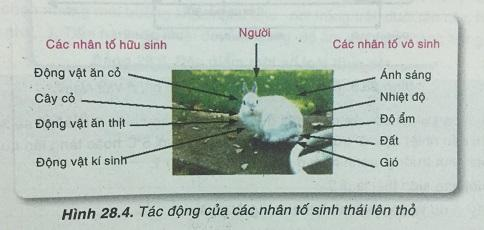 Người
Các nhân tố hữu sinh
Các nhân tố vô sinh
Động vật ăn cỏ
Cây cỏ
Động vật ăn thịt
Động vật kí sinh
Ánh sáng
Nhiệt độ
Độ ẩm
Đất
Gió
Hình 28.4. Tác động của các nhân tố sinh thái lên thỏ